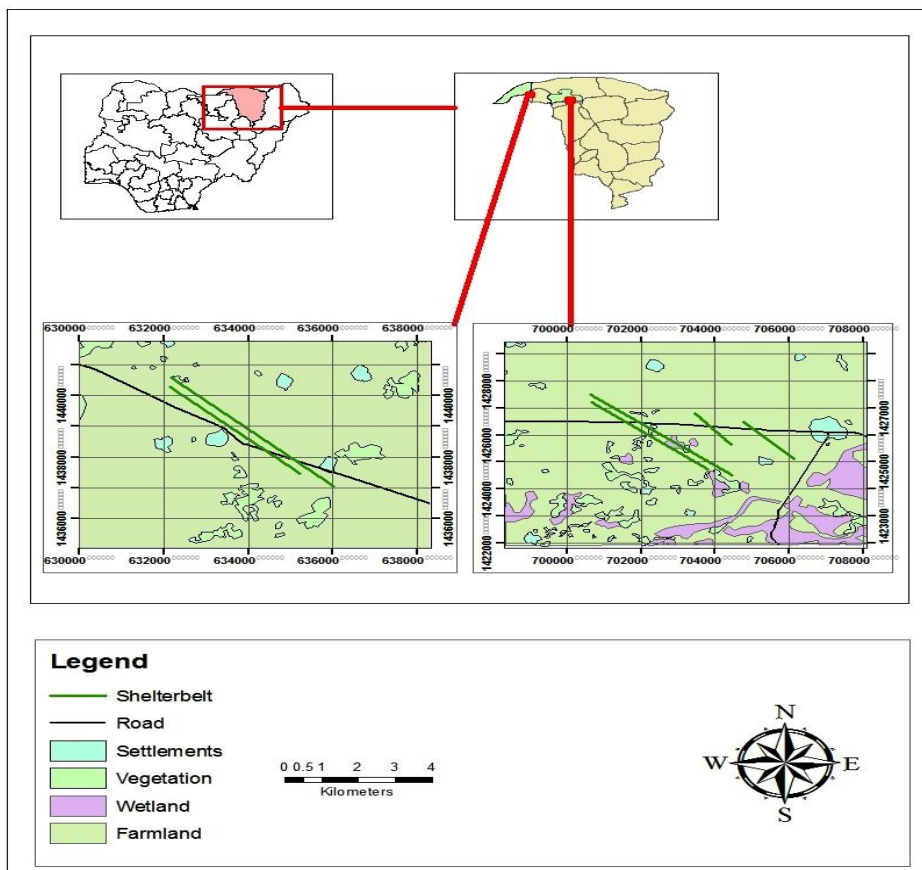 630000 632000 634000 636000 638000
700000 702000 704000 706000 708000
1440000
1438000
1436000
1440000
1438000
1436000
1428000
1426000
1424000
1422000
1427000
1425000
1423000
630000 632000 634000 636000 638000
700000 702000 704000 706000 708000
Legend
Shelterbelt
Road
Settlements
Vegetation
Wetland
Farmland
0 0.5 1 2 3 4
Kilometers
N
W E
S